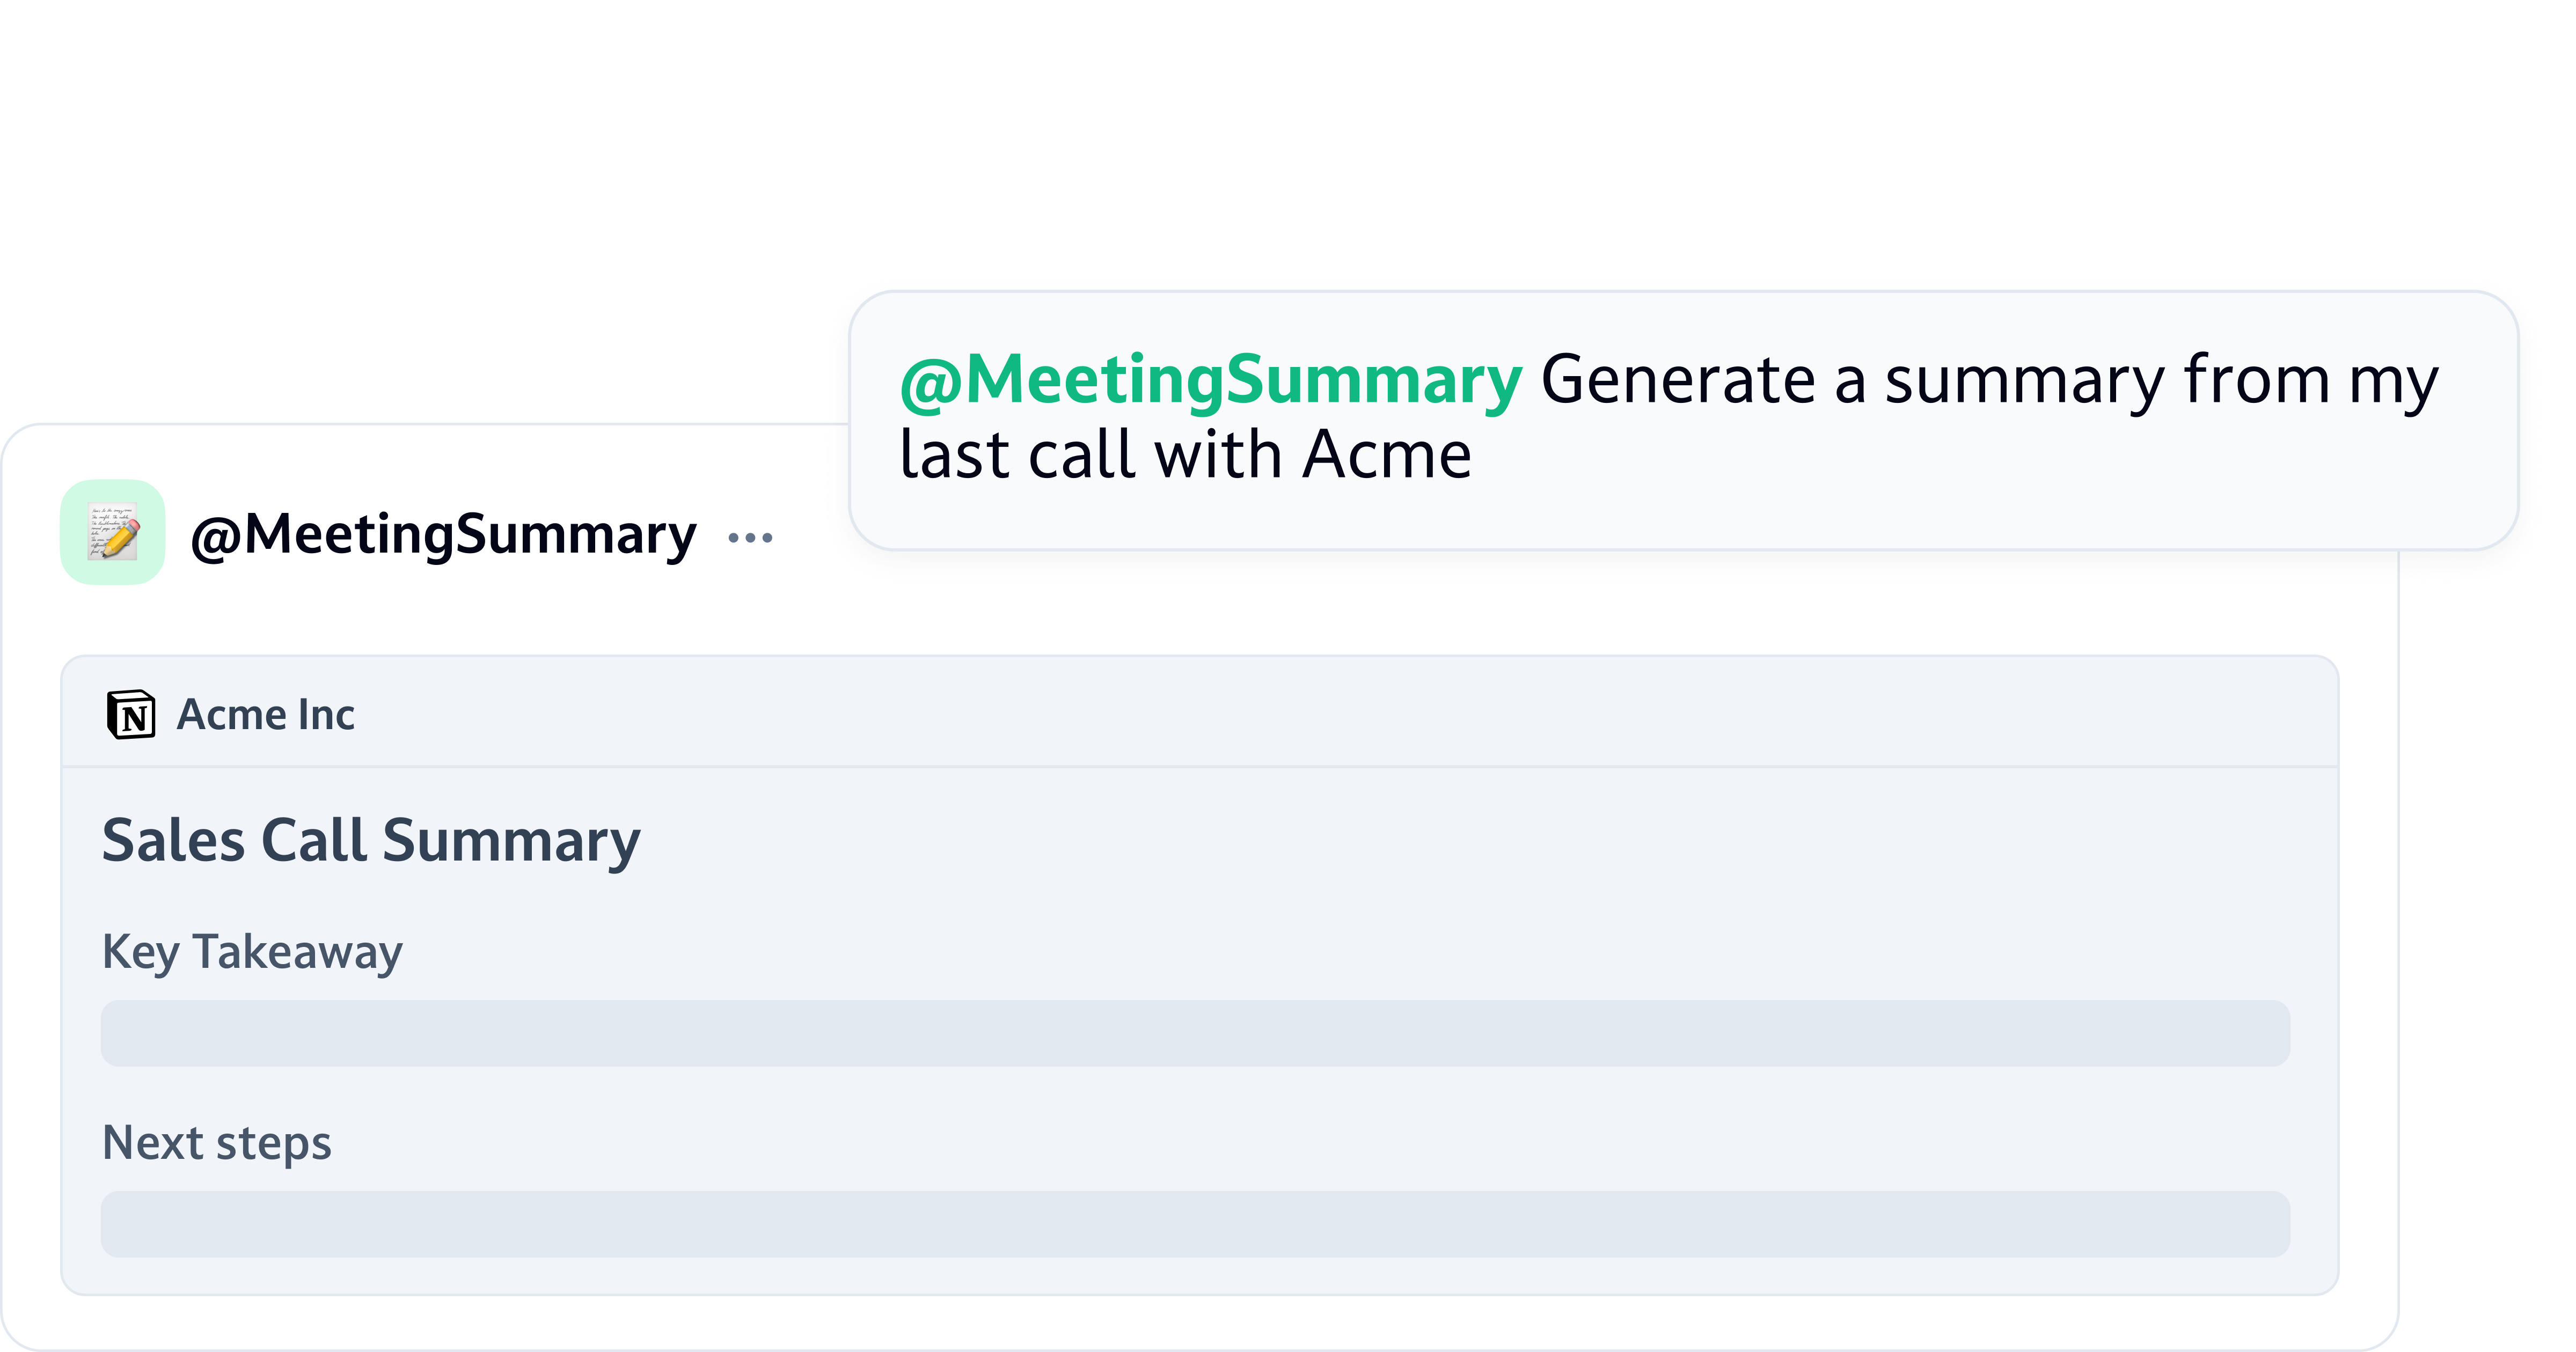 @MeetingSummary Generate a summary from my
last call with Acme
@MeetingSummary
N Acme Inc
Sales Call Summary
Key Takeaway
Next steps